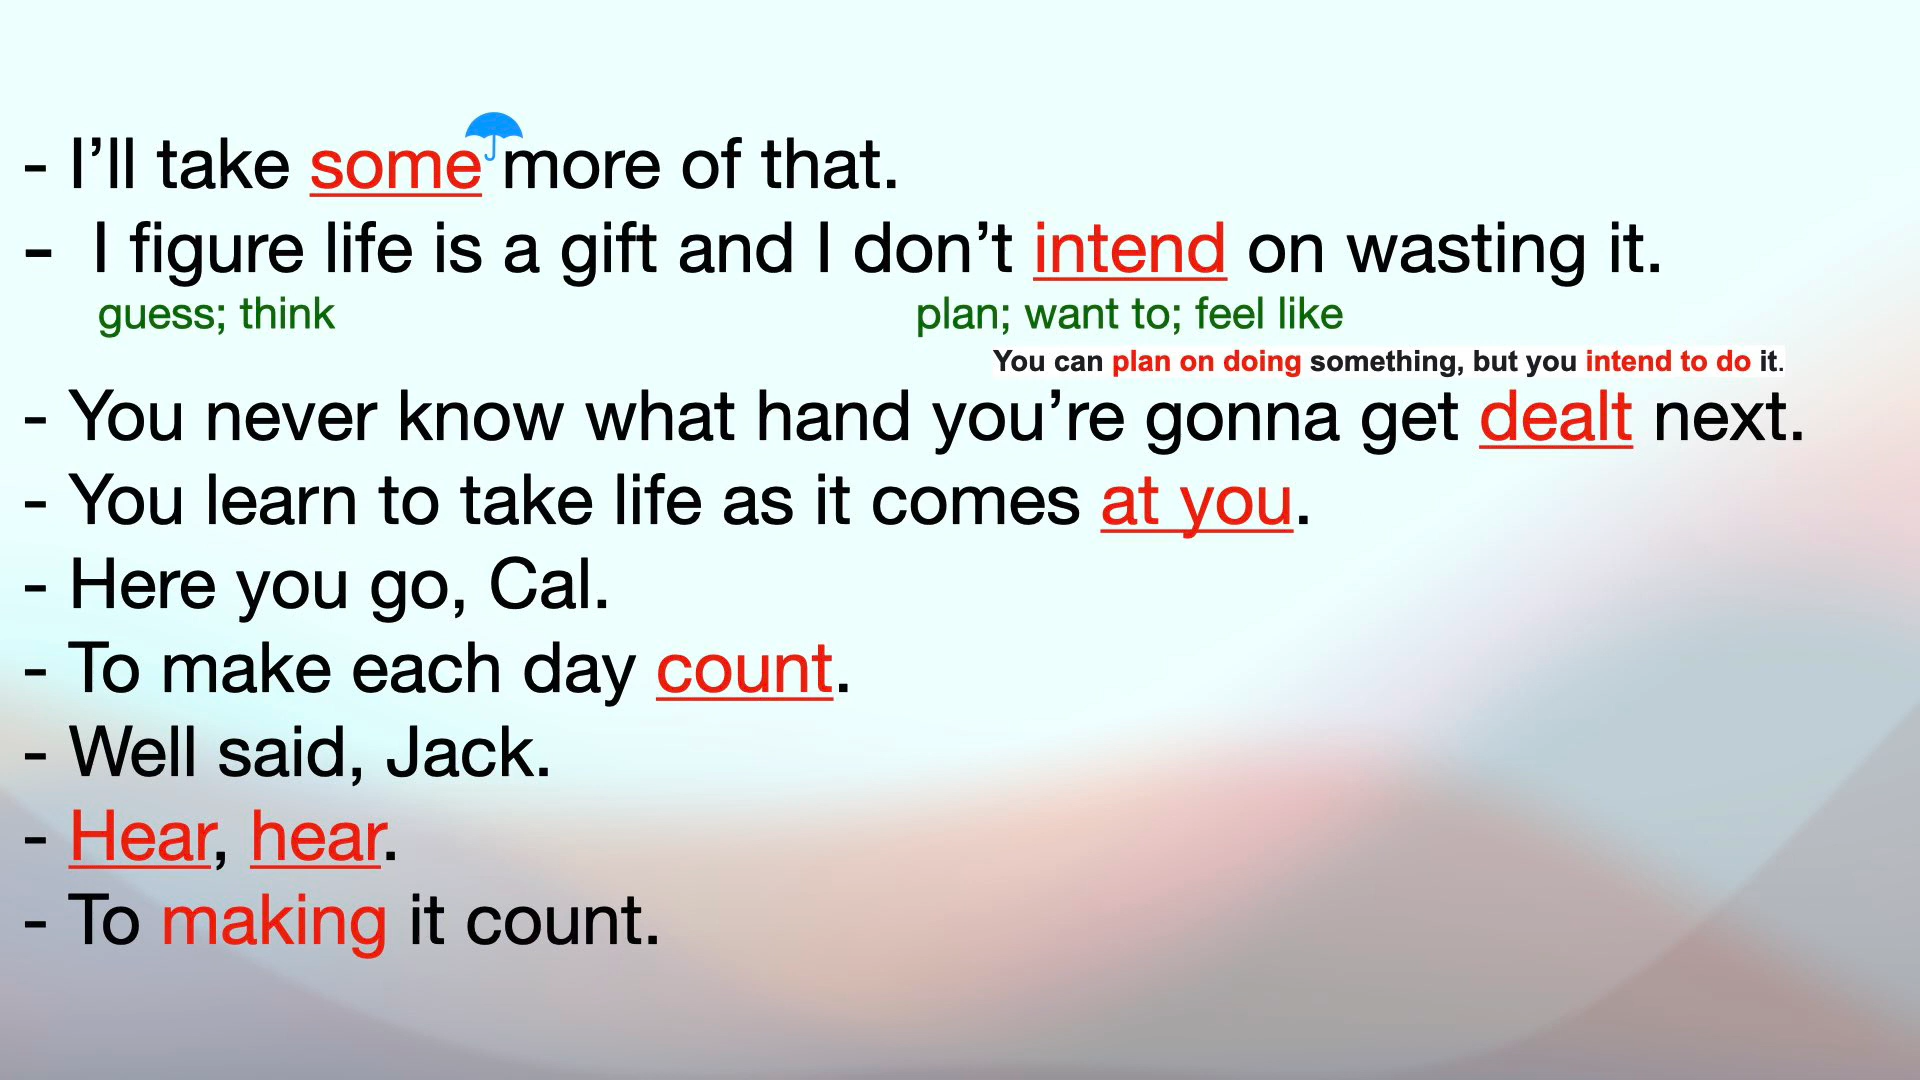 - I’ll take some more of that.
- I figure life is a gift and I don’t intend on wasting it.
guess; think plan; want to; feel like
You can plan on doing something, but you intend to do it.
- You never know what hand you’re gonna get dealt next.
- You learn to take life as it comes at you.
- Here you go, Cal.
- To make each day count.
- Well said, Jack.
- Hear, hear.
- To making it count.